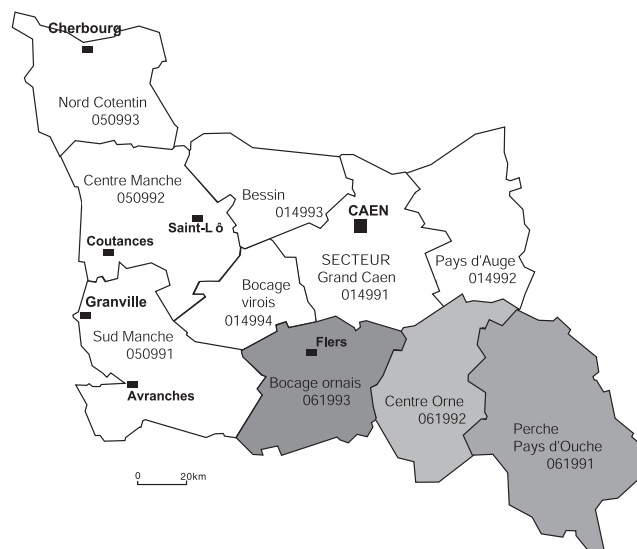 Cherbourg
Nord Cotentin
050993
Centre Manche
050992
Saint-L ô
Coutances
Bessin
014993
CAEN
SECTEUR
Grand Caen
014991
Pays d'Auge
014992
Granville
Sud Manche
050991
Avranches
Bocage
virois
014994
Flers
Bocage ornais
061993
Centre Orne
061992
Perche
Pays d'Ouche
061991
0 20km